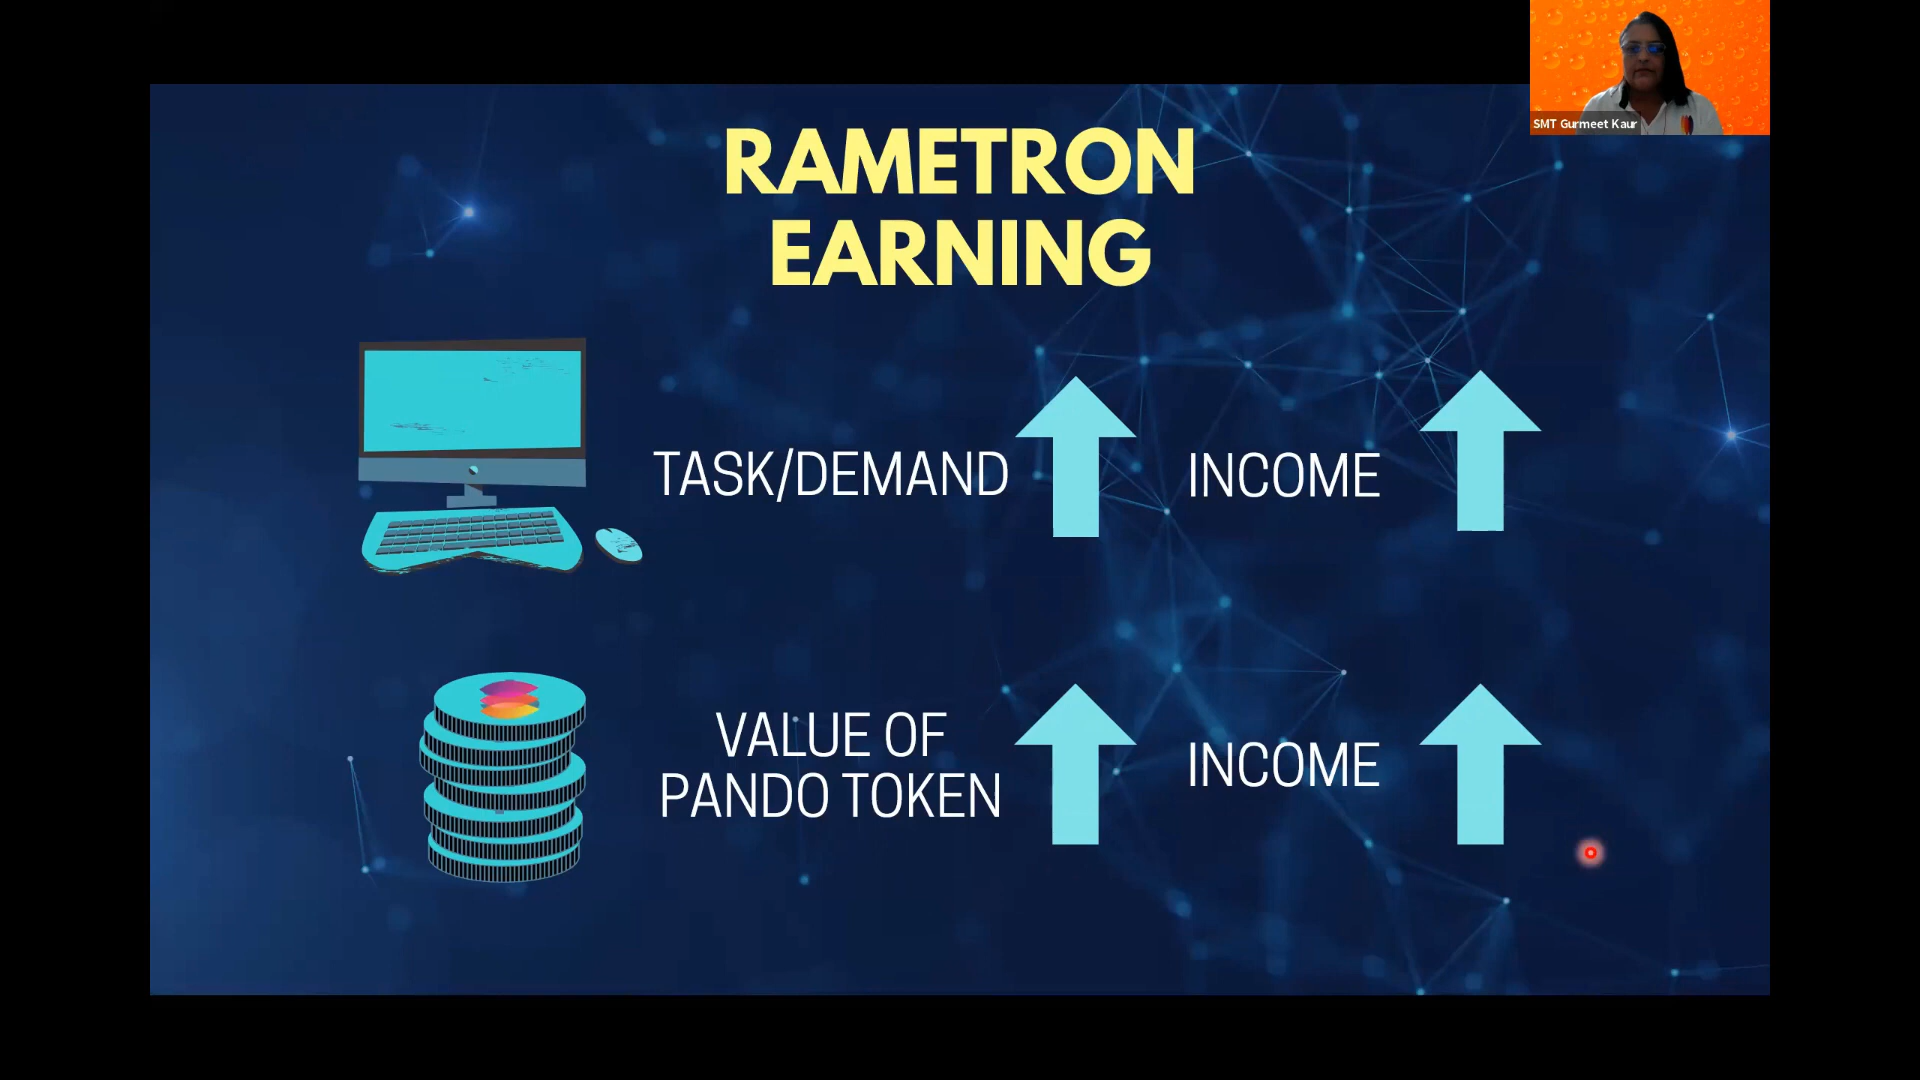 SMT Gurmeet Kaur
RAMETRON
EARNING
TASK/DEMAND
INCOME
VALUE OF
PANDO TOKEN
INCOME